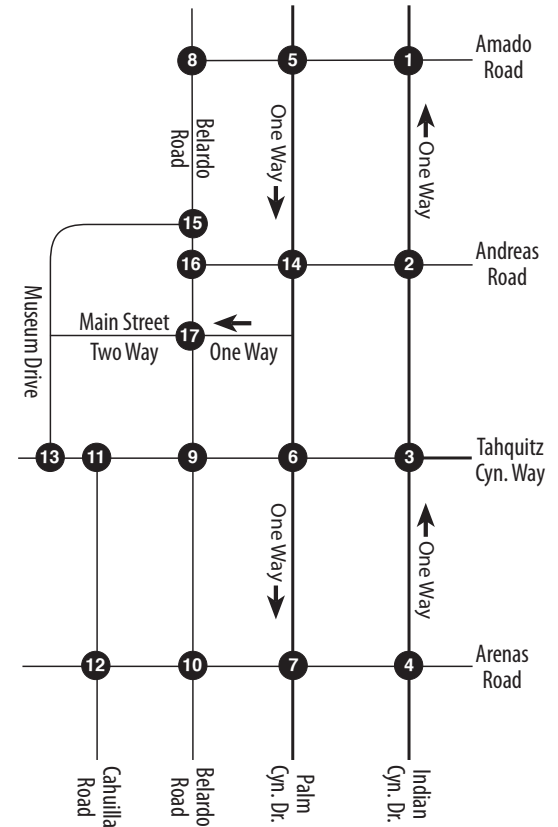 8
5
1
Amado
Road
One Way
One Way
Belardo
Road
15
16
14
2
Andreas
Road
Museum Drive
Main Street
Two Way
17
One Way
13
11
9
6
3
Tahquitz
Cyn. Way
One Way
One Way
12
10
7
4
Arenas
Road
Cahuilla
Road
Belardo
Road
Palm
Cyn. Dr.
Indian
Cyn. Dr.